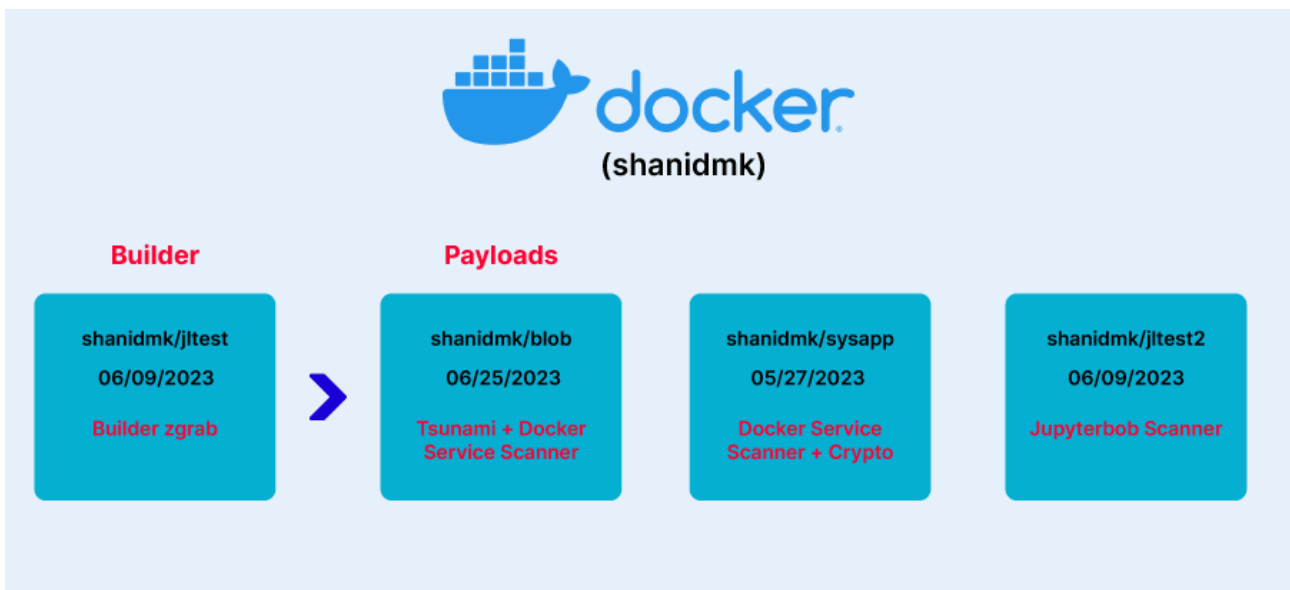 docker
(shanidmk)
Builder
Payloads
shanidmk/jltest
06/09/2023
Builder zgrab
shanidmk/blob
06/25/2023
Tsunami + Docker
Service Scanner
shanidmk/sysapp
05/27/2023
Docker Service
Scanner + Crypto
shanidmk/jltest2
06/09/2023
Jupyterbob Scanner